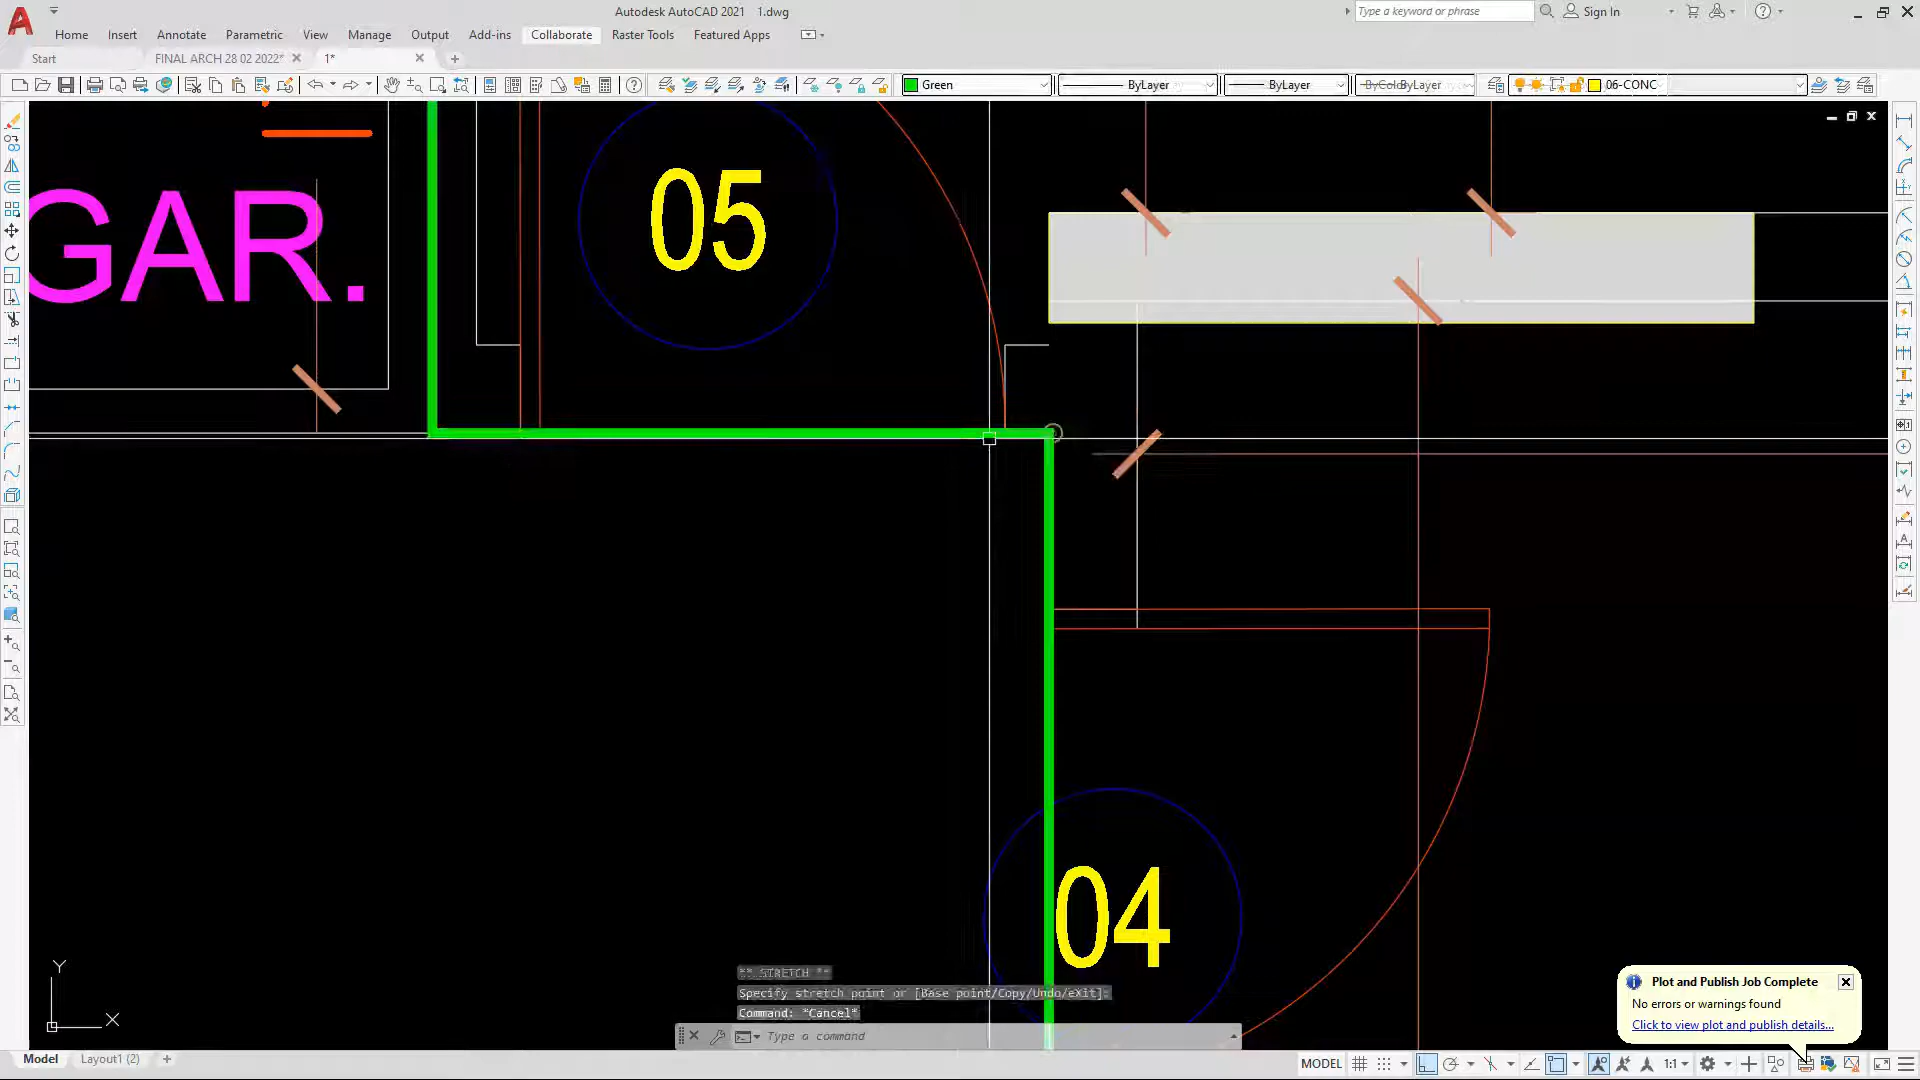 Autodesk AutoCAD 2021 1.dwg
Type a keyword or phrase
Sign In
Home Insert Annotate Parametric View Manage Output Add-ins Collaborate Raster Tools Featured Apps
Start FINAL ARCH 28 02 2022* 1*
Green ByLayer ByLayer 06-CONC
05
GAR.
04
Y
X
** STRETCH **
Specify stretch point or [Base point/Copy/Undo/eXit]:
Command: *Cancel*
Type a command
Plot and Publish Job Complete
No errors or warnings found
Click to view plot and publish details...
Model Layout1 (2)
MODEL 1:1